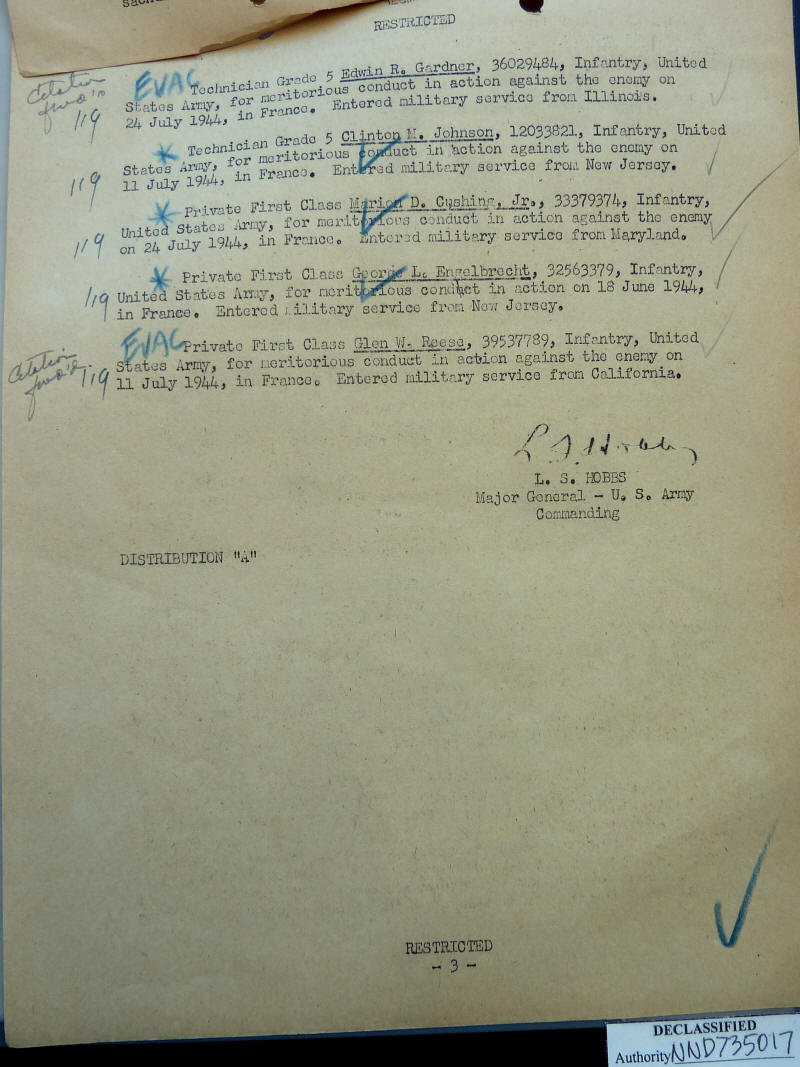 RESTRICTED
EVAC
Technician Grade 5 Edwin R. Gardner, 36029484, Infantry, United
States Army, for meritorious conduct in action against the enemy on
24 July 1944, in France. Entered military service from Illinois.
Citation
119
Technician Grade 5 Clinton M. Johnson, 12033821, Infantry, United
States Army, for meritorious conduct in action against the enemy on
11 July 1944, in France. Entered military service from New Jersey.
119
Private First Class Marion D. Cushing, Jr., 33379374, Infantry,
United States Army, for meritorious conduct in action against the enemy
on 24 July 1944, in France. Entered military service from Maryland.
119
Private First Class George L. Engelbrecht, 32563379, Infantry,
United States Army, for meritorious conduct in action on 18 June 1944,
in France. Entered military service from New Jersey.
119
EVAC
Private First Class Glen W. Reese, 39537789, Infantry, United
States Army, for meritorious conduct in action against the enemy on
11 July 1944, in France. Entered military service from California.
Citation
119
L S Hobbs
L. S. HOBBS
Major General - U. S. Army
Commanding
DISTRIBUTION "A"
RESTRICTED
- 3 -
DECLASSIFIED
Authority NND735017